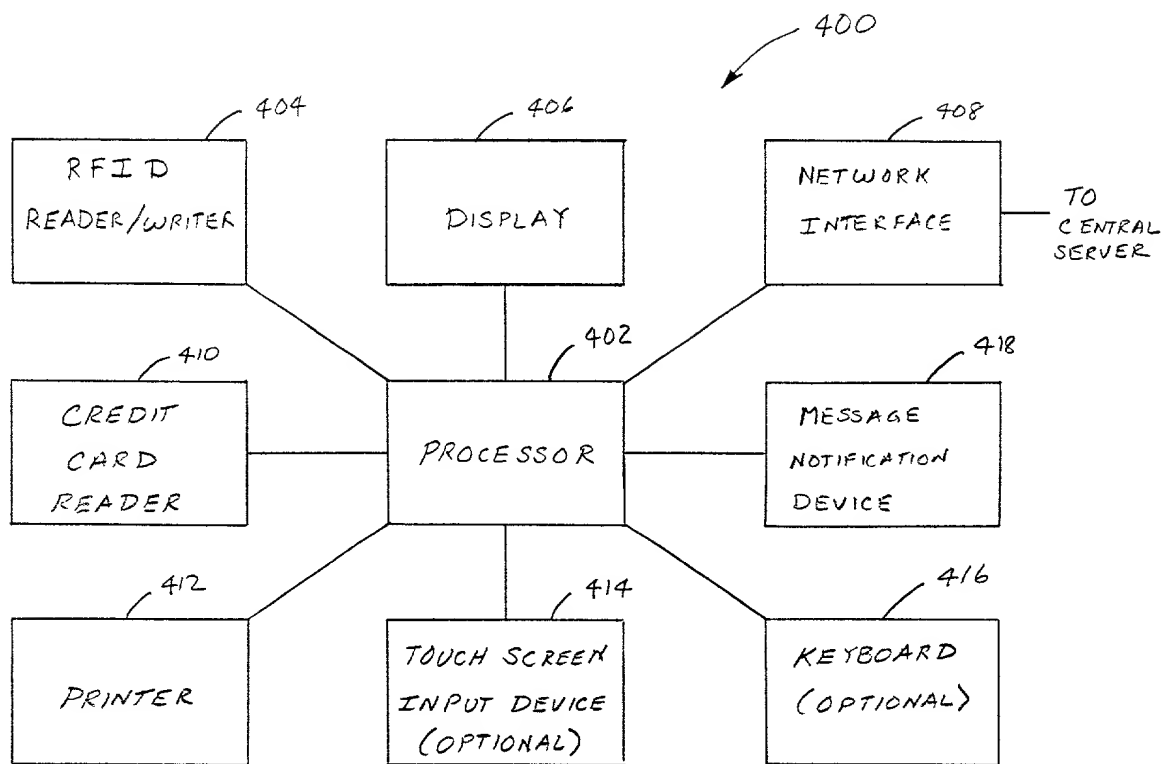 400
404
406
408
RFID
READER/WRITER
DISPLAY
NETWORK
INTERFACE
TO
CENTRAL
SERVER
410
402
418
CREDIT
CARD
READER
PROCESSOR
MESSAGE
NOTIFICATION
DEVICE
412
414
416
PRINTER
TOUCH SCREEN
INPUT DEVICE
(OPTIONAL)
KEYBOARD
(OPTIONAL)